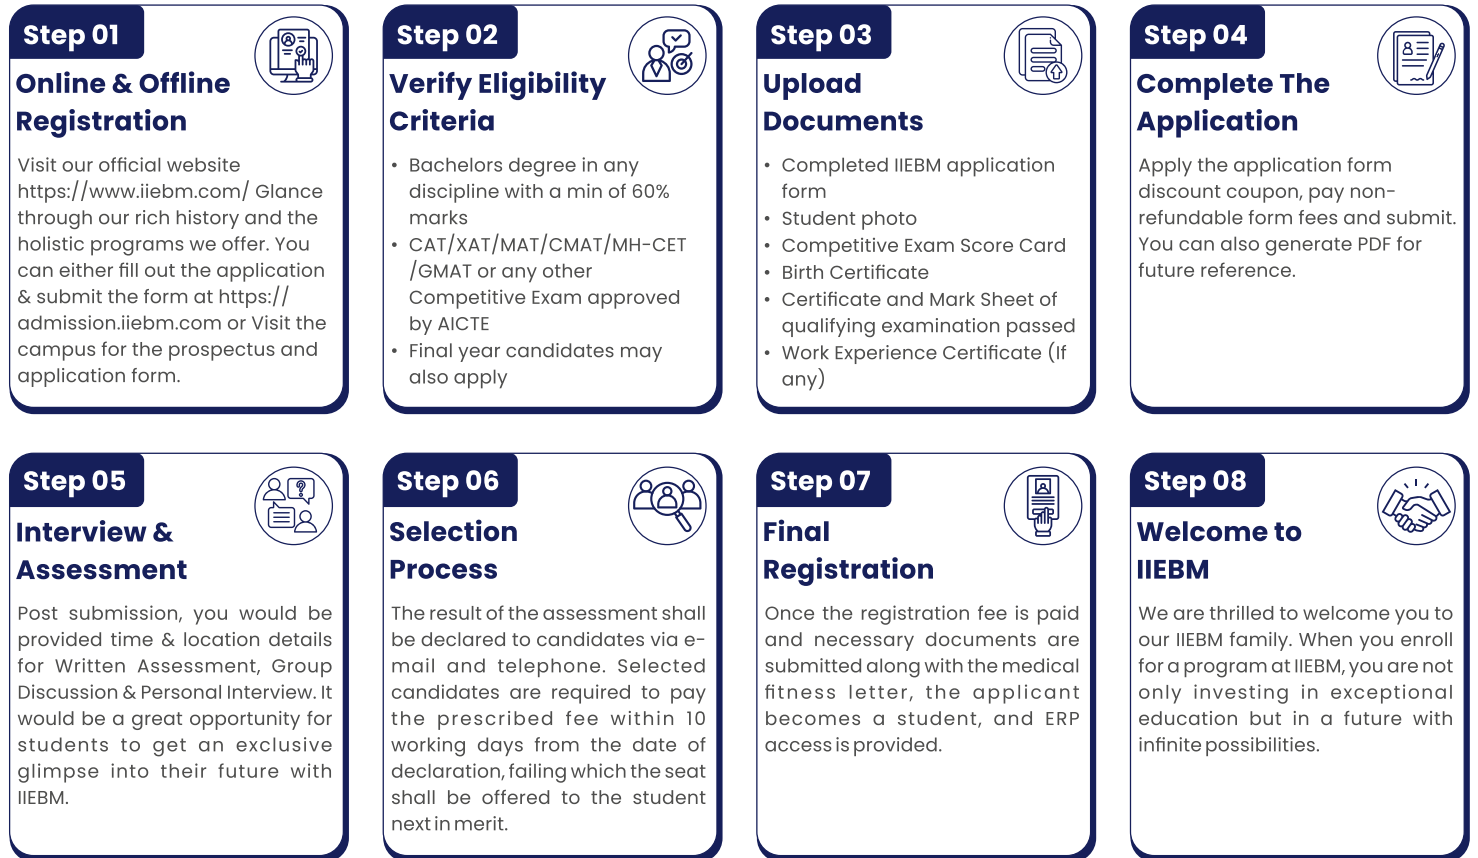 Step 01
Online & Offline
Registration
Visit our official website
https://www.iiebm.com/ Glance
through our rich history and the
holistic programs we offer. You
can either fill out the application
& submit the form at https://
admission.iiebm.com or Visit the
campus for the prospectus and
application form.
Step 02
Verify Eligibility
Criteria
• Bachelors degree in any
discipline with a min of 60%
marks
• CAT/XAT/MAT/CMAT/MH-CET
/GMAT or any other
Competitive Exam approved
by AICTE
• Final year candidates may
also apply
Step 03
Upload
Documents
• Completed IIEBM application
form
• Student photo
• Competitive Exam Score Card
• Birth Certificate
• Certificate and Mark Sheet of
qualifying examination passed
• Work Experience Certificate (If
any)
Step 04
Complete The
Application
Apply the application form
discount coupon, pay non-
refundable form fees and submit.
You can also generate PDF for
future reference.
Step 05
Interview &
Assessment
Post submission, you would be
provided time & location details
for Written Assessment, Group
Discussion & Personal Interview. It
would be a great opportunity for
students to get an exclusive
glimpse into their future with
IIEBM.
Step 06
Selection
Process
The result of the assessment shall
be declared to candidates via e-
mail and telephone. Selected
candidates are required to pay
the prescribed fee within 10
working days from the date of
declaration, failing which the seat
shall be offered to the student
next in merit.
Step 07
Final
Registration
Once the registration fee is paid
and necessary documents are
submitted along with the medical
fitness letter, the applicant
becomes a student, and ERP
access is provided.
Step 08
Welcome to
IIEBM
We are thrilled to welcome you to
our IIEBM family. When you enroll
for a program at IIEBM, you are not
only investing in exceptional
education but in a future with
infinite possibilities.